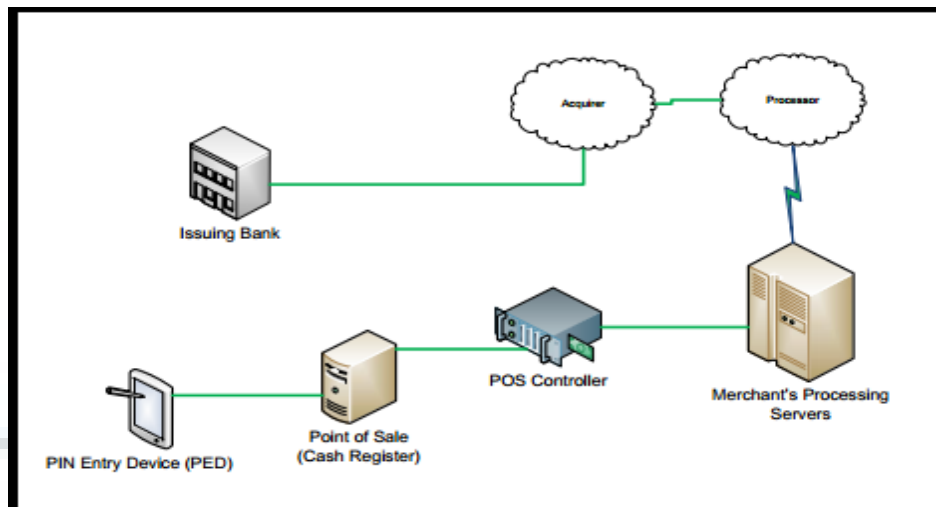 Acquirer
Processor
Issuing Bank
POS Controller
Merchant's Processing
Servers
Point of Sale
(Cash Register)
PIN Entry Device (PED)